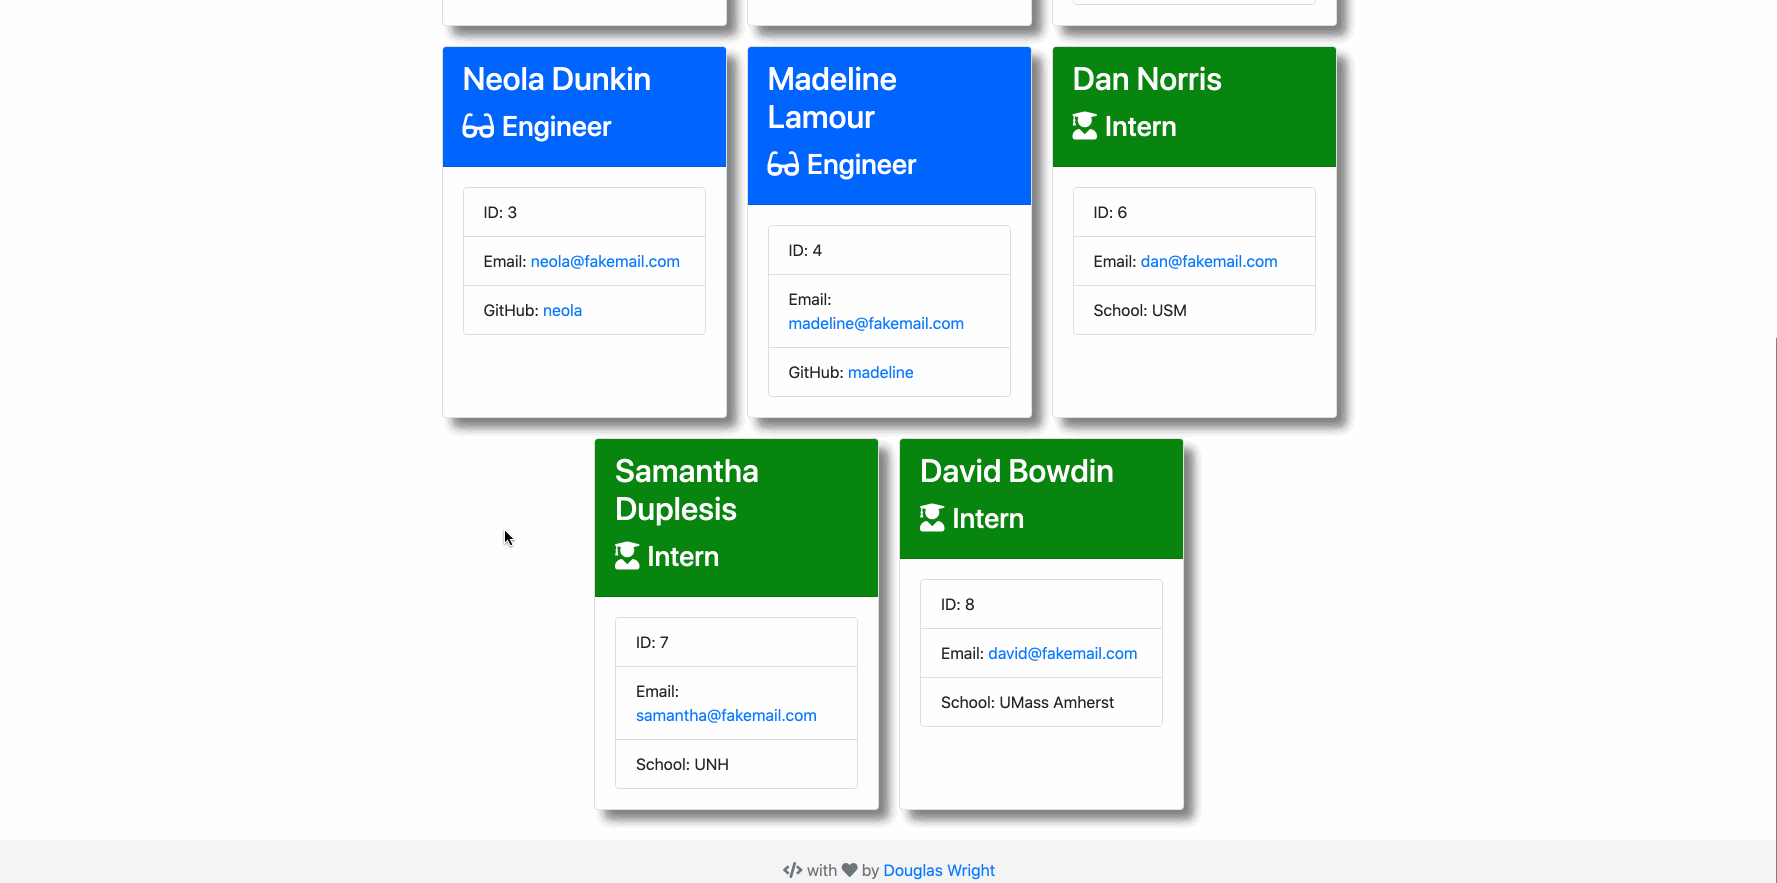 Neola Dunkin
Engineer
ID: 3
Email: neola@fakemail.com
GitHub: neola
Madeline
Lamour
Engineer
ID: 4
Email:
madeline@fakemail.com
GitHub: madeline
Dan Norris
Intern
ID: 6
Email: dan@fakemail.com
School: USM
Samantha
Duplesis
Intern
ID: 7
Email:
samantha@fakemail.com
School: UNH
David Bowdin
Intern
ID: 8
Email: david@fakemail.com
School: UMass Amherst
with by Douglas Wright